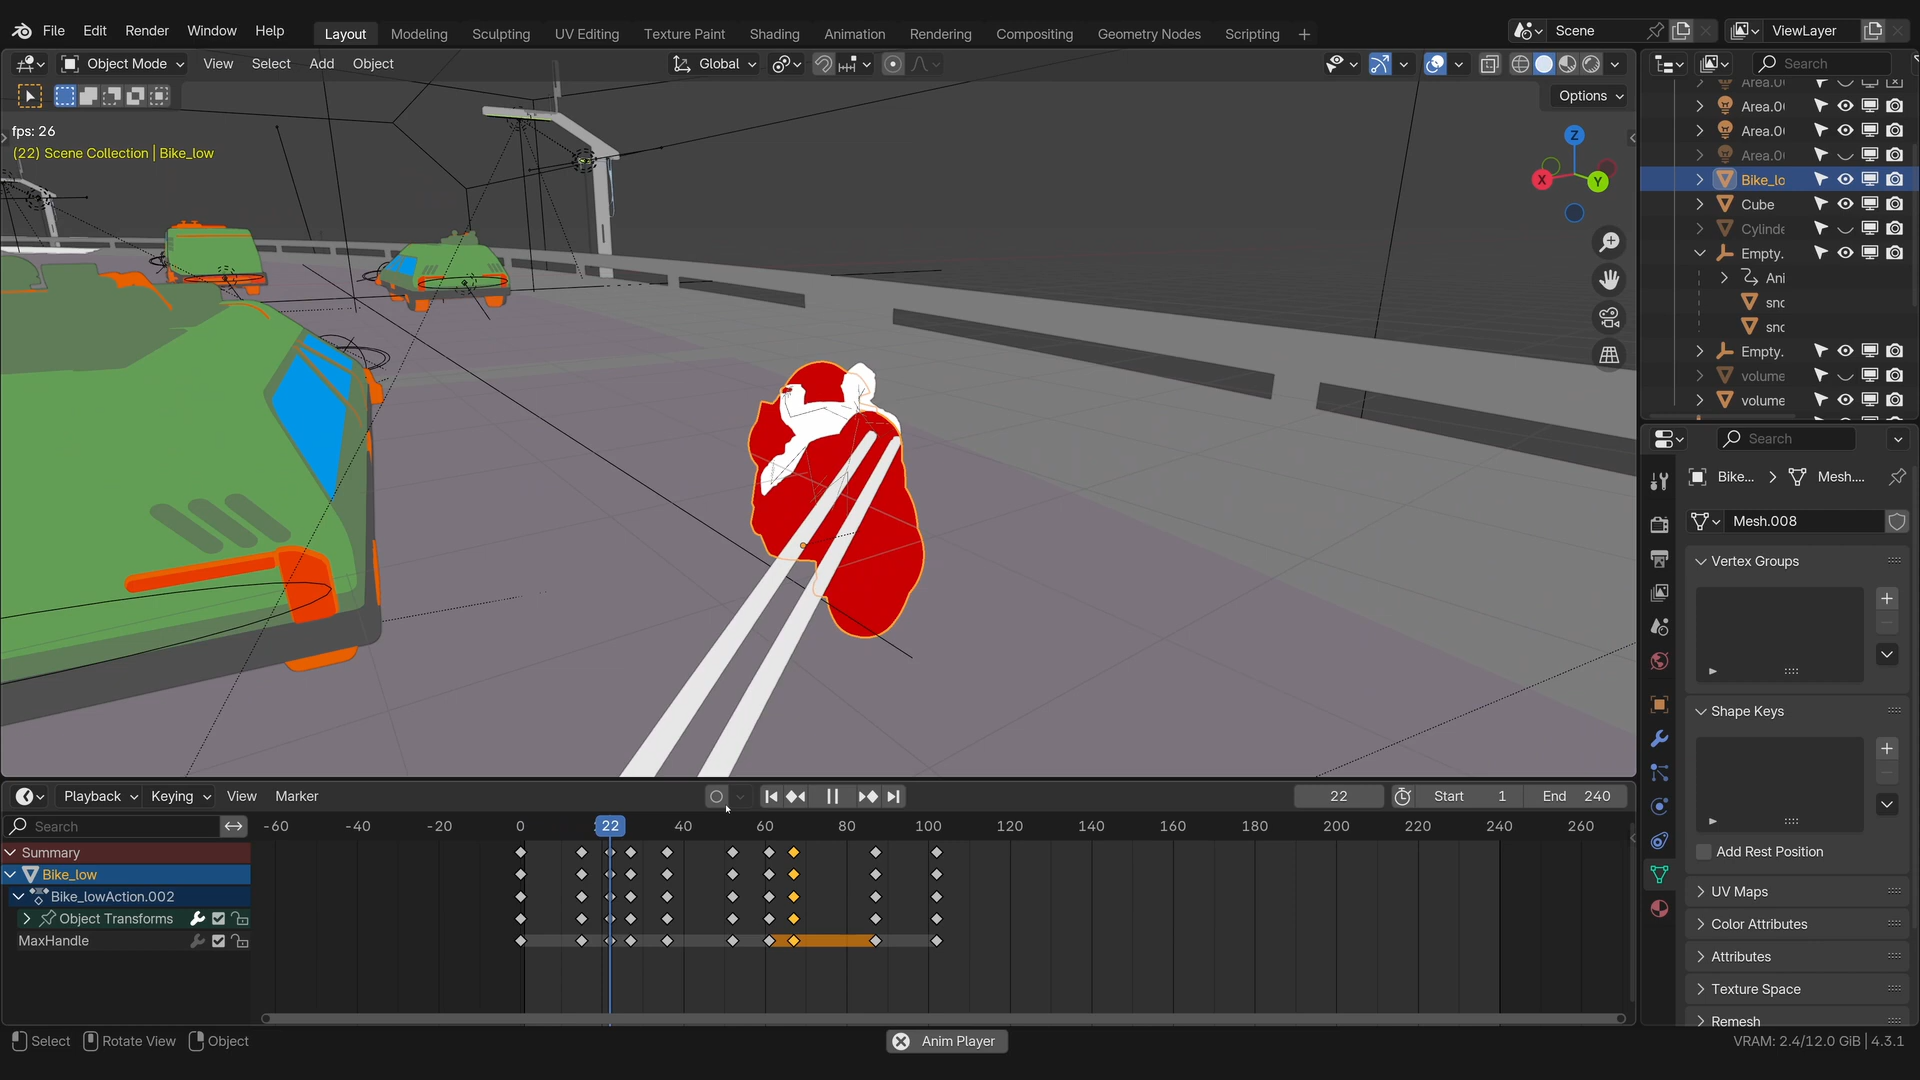 File Edit Render Window Help Layout Modeling Sculpting UV Editing Texture Paint Shading Animation Rendering Compositing Geometry Nodes Scripting Scene ViewLayer
Object Mode View Select Add Object Global Search
Options
fps: 26
(22) Scene Collection | Bike_low
Z
X
Y
Area.0
Area.0
Area.0
Area.0
Bike_lo
Cube
Cylinde
Empty.
Ani
sno
sno
Empty.
volume
volume
Search
Bike... Mesh....
Mesh.008
Vertex Groups
Shape Keys
Add Rest Position
UV Maps
Color Attributes
Attributes
Texture Space
Remesh
Playback Keying View Marker 22 Start 1 End 240
Search -60 -40 -20 0 22 40 60 80 100 120 140 160 180 200 220 240 260
Summary
Bike_low
Bike_lowAction.002
Object Transforms
MaxHandle
Select Rotate View Object Anim Player VRAM: 2.4/12.0 GiB | 4.3.1